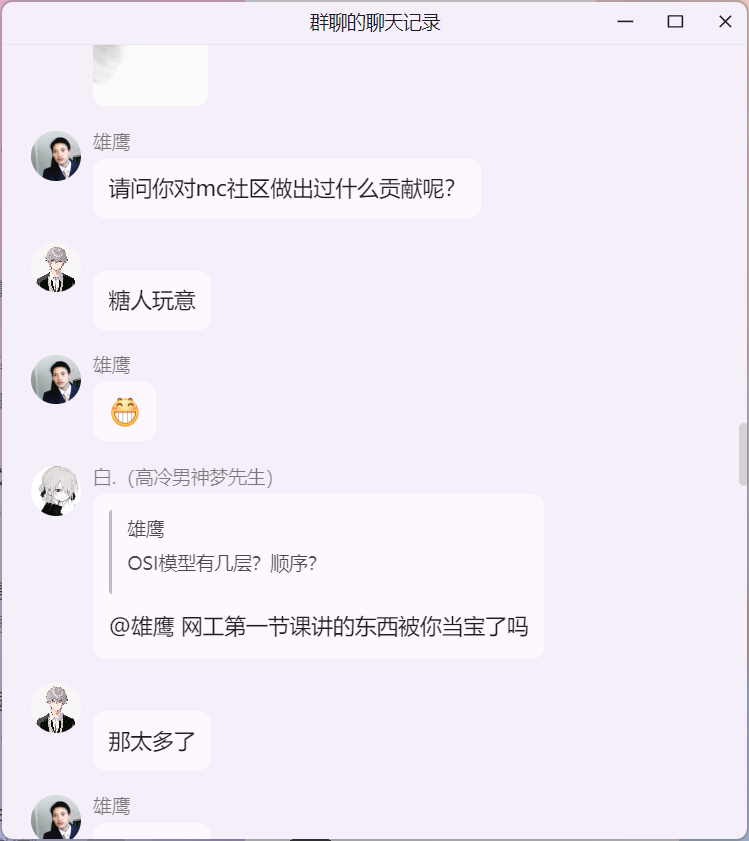 群聊的聊天记录
雄鹰
请问你对mc社区做出过什么贡献呢？
糖人玩意
雄鹰
白.（高冷男神梦先生）
雄鹰
OSI模型有几层？顺序？
@雄鹰 网工第一节课讲的东西被你当宝了吗
那太多了
雄鹰